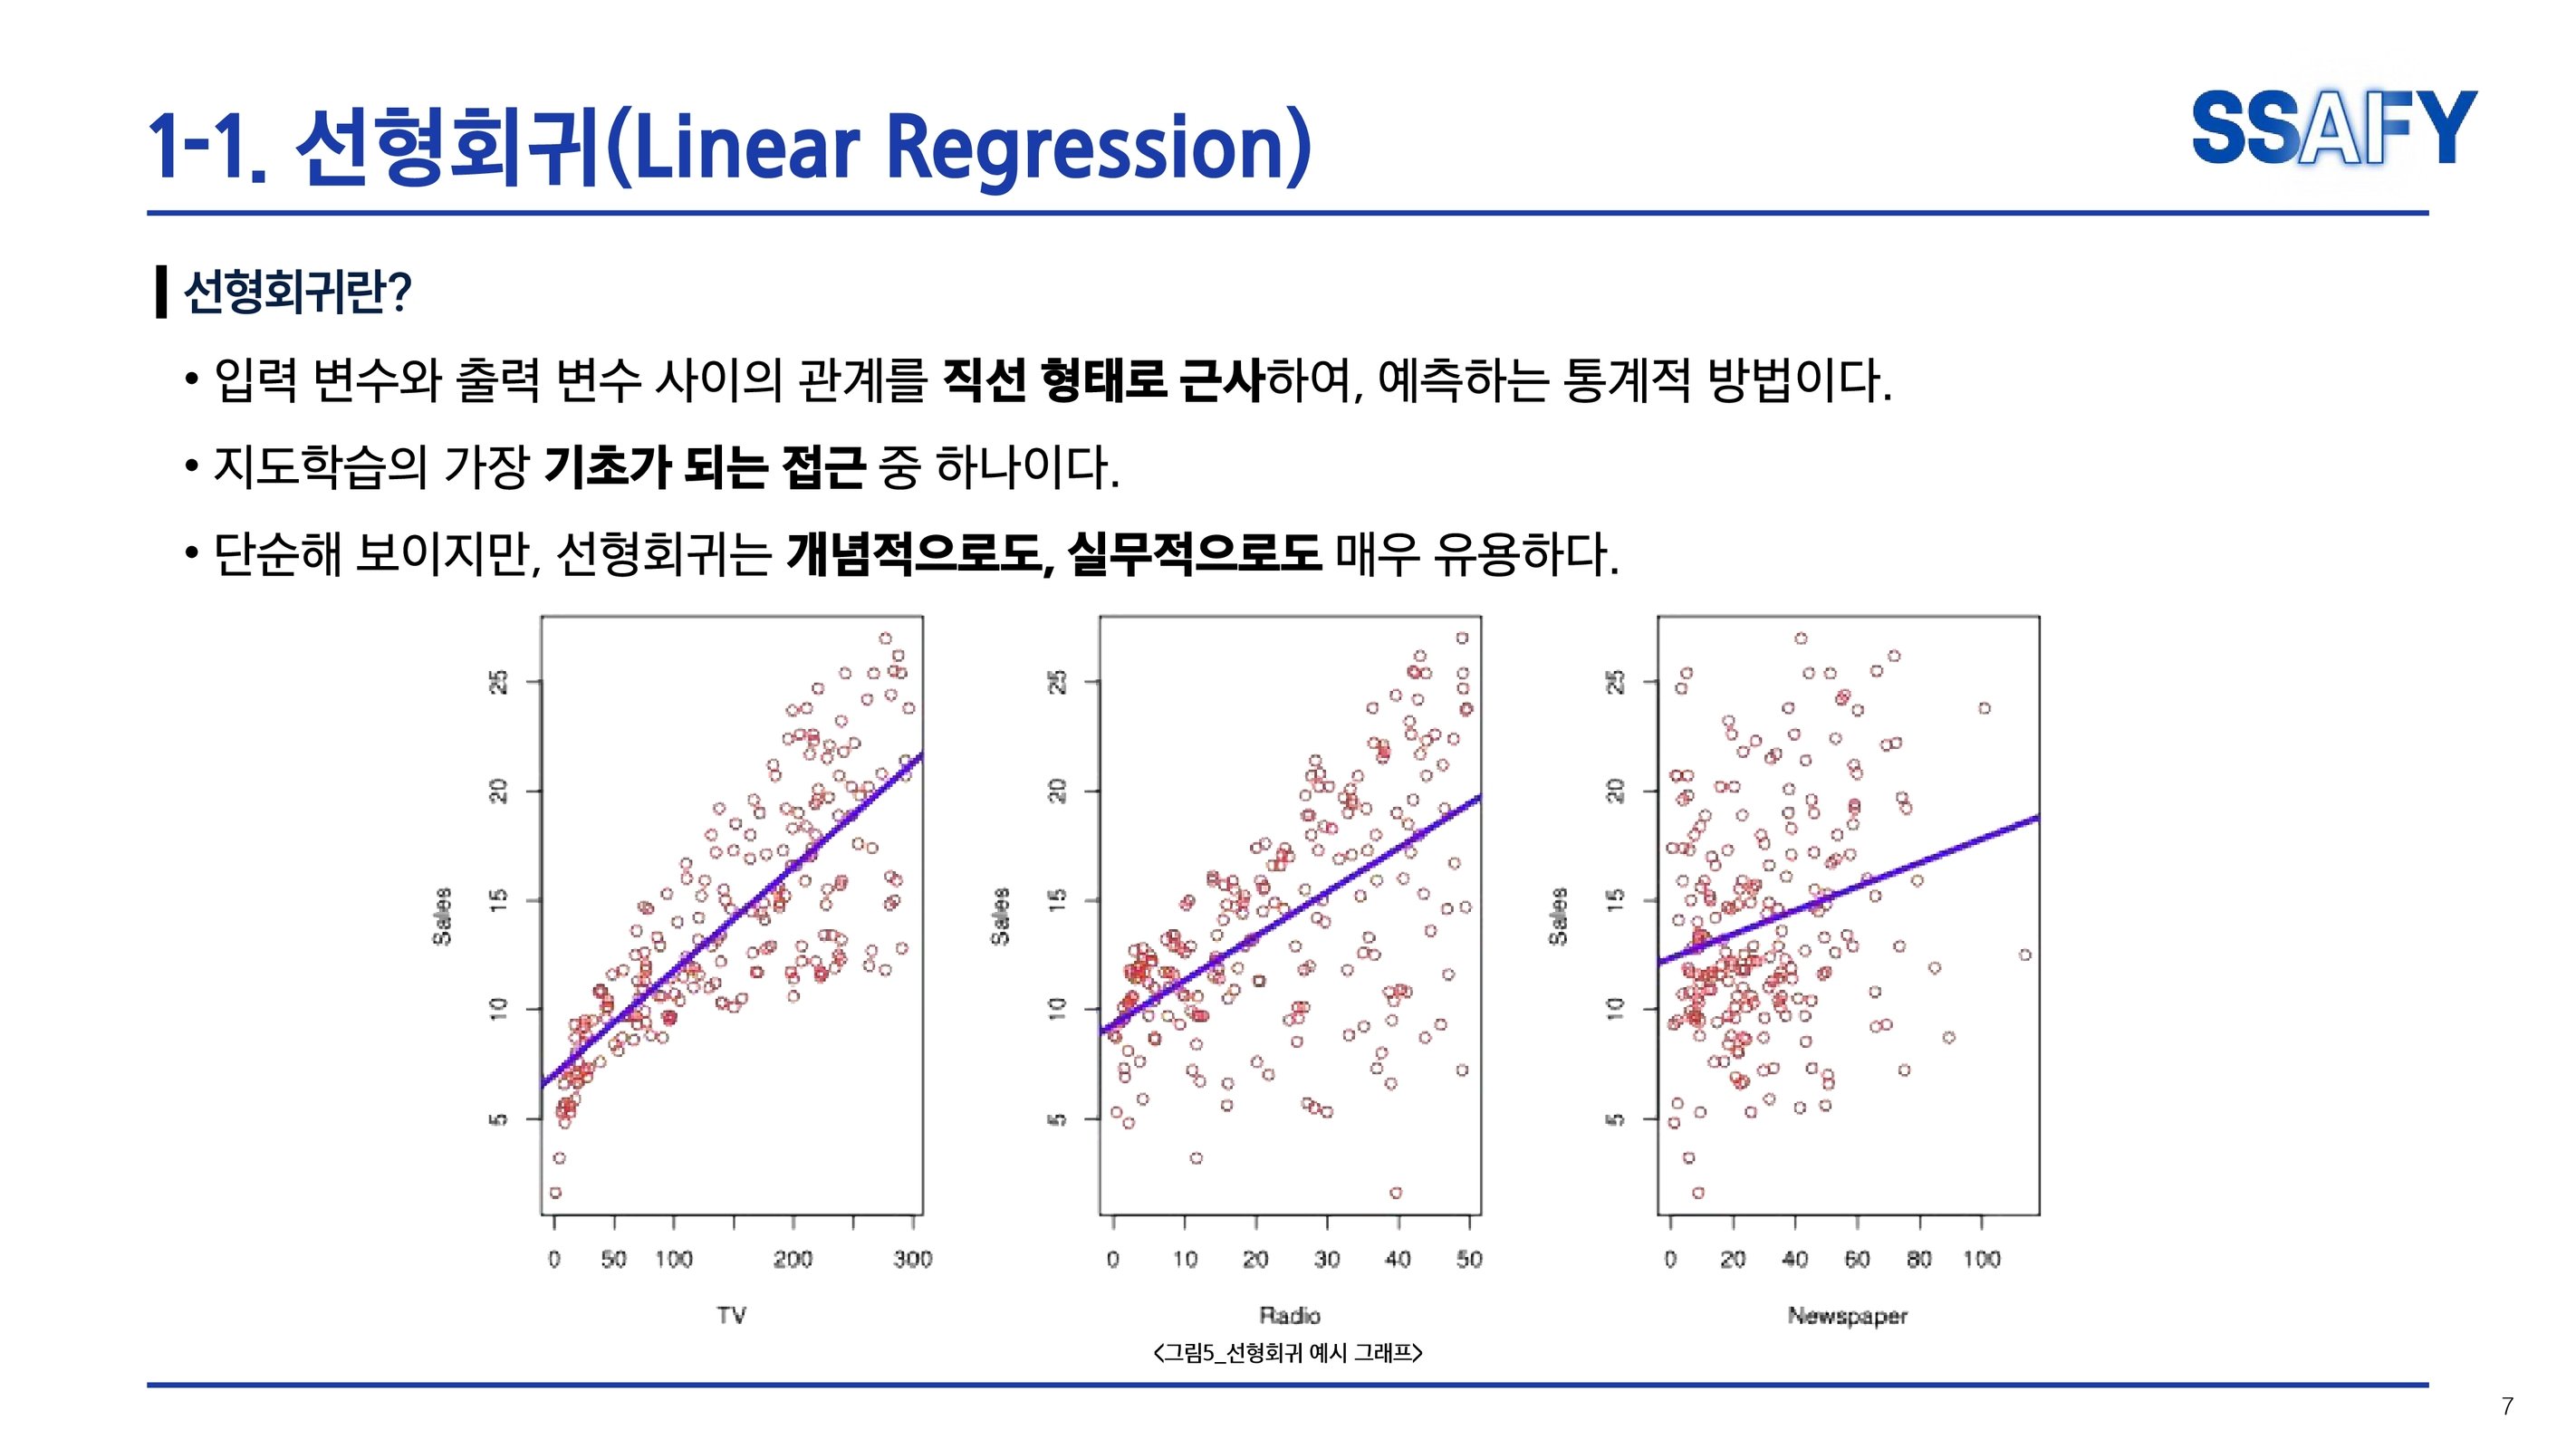 1-1. 선형회귀(Linear Regression)
SSAFY
선형회귀란?
• 입력 변수와 출력 변수 사이의 관계를 직선 형태로 근사하여, 예측하는 통계적 방법이다.
• 지도학습의 가장 기초가 되는 접근 중 하나이다.
• 단순해 보이지만, 선형회귀는 개념적으로도, 실무적으로도 매우 유용하다.
25
20
15
10
5
Sales
0 50 100 200 300
TV
25
20
15
10
5
Sales
0 10 20 30 40 50
Radio
25
20
15
10
5
Sales
0 20 40 60 80 100
Newspaper
<그림5_선형회귀 예시 그래프>
7